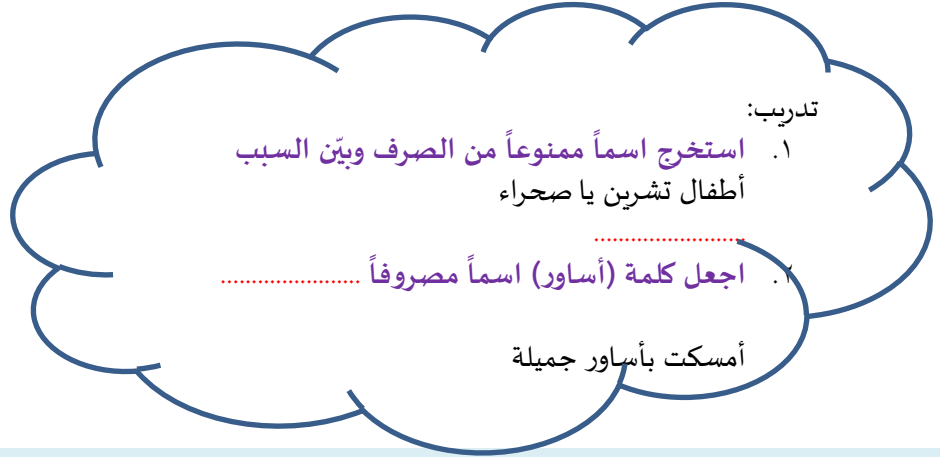 تدريب:
١. استخرج اسماً ممنوعاً من الصرف وبيّن السبب
أطفال تشرين يا صحراء
.........................
٢. اجعل كلمة (أساور) اسماً مصروفاً .......................
أمسكت بأساور جميلة